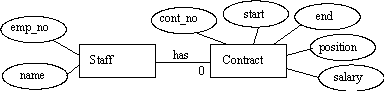 cont_no
start
end
emp_no
position
has
Staff
Contract
name
0
salary